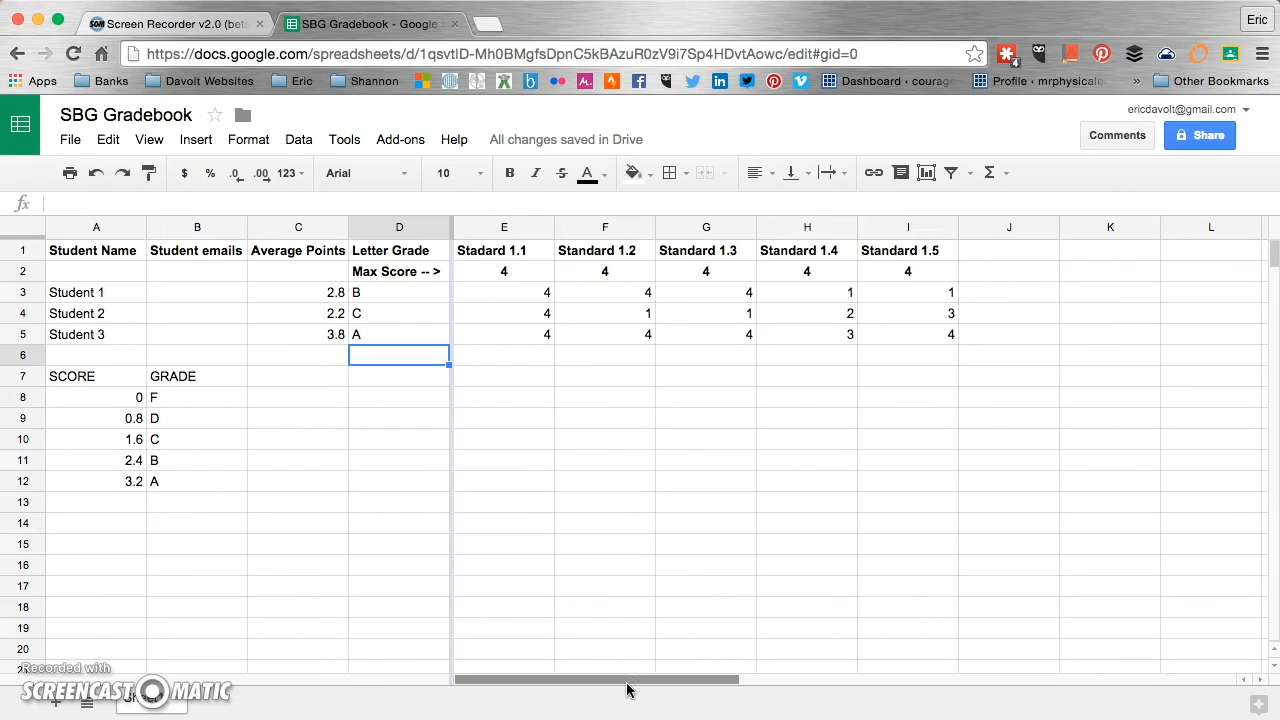 Screen Recorder v2.0 (beta
SBG Gradebook - Google
Eric
https://docs.google.com/spreadsheets/d/1qsvtID-Mh0BMgfsDpnC5kBAzuR0zV9i7Sp4HDvtAowc/edit#gid=0
Apps Banks Davolt Websites Eric Shannon Dashboard ‹ courage Profile ‹ mrphysical » Other Bookmarks
SBG Gradebook
ericdavolt@gmail.com
File Edit View Insert Format Data Tools Add-ons Help All changes saved in Drive
Comments Share
$ % .0 .00 123 Arial 10 B I S A Σ
fx
A B C D E F G H I J K L
1 Student Name Student emails Average Points Letter Grade Stadard 1.1 Standard 1.2 Standard 1.3 Standard 1.4 Standard 1.5
2 Max Score -- > 4 4 4 4 4
3 Student 1 2.8 B 4 4 4 1 1
4 Student 2 2.2 C 4 1 1 2 3
5 Student 3 3.8 A 4 4 4 3 4
6
7 SCORE GRADE
8 0 F
9 0.8 D
10 1.6 C
11 2.4 B
12 3.2 A
13
14
15
16
17
18
19
20
Recorded with
SCREENCAST MATIC